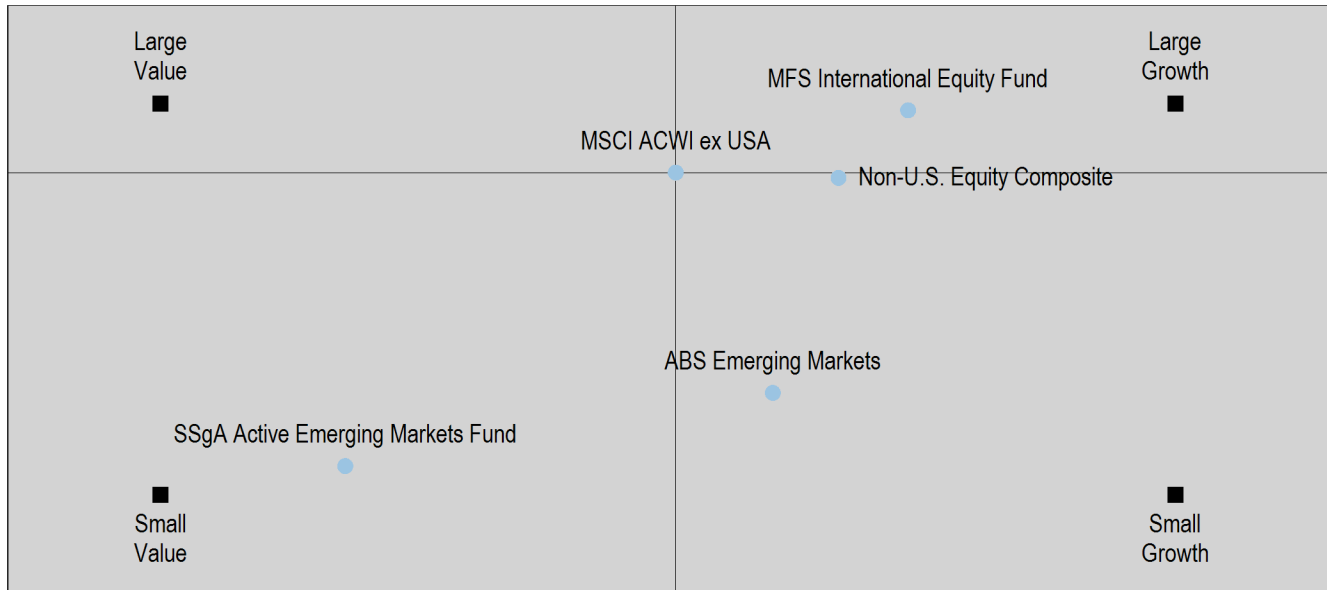 Large
Value
Large
Growth
MFS International Equity Fund
MSCI ACWI ex USA
Non-U.S. Equity Composite
ABS Emerging Markets
SSgA Active Emerging Markets Fund
Small
Value
Small
Growth